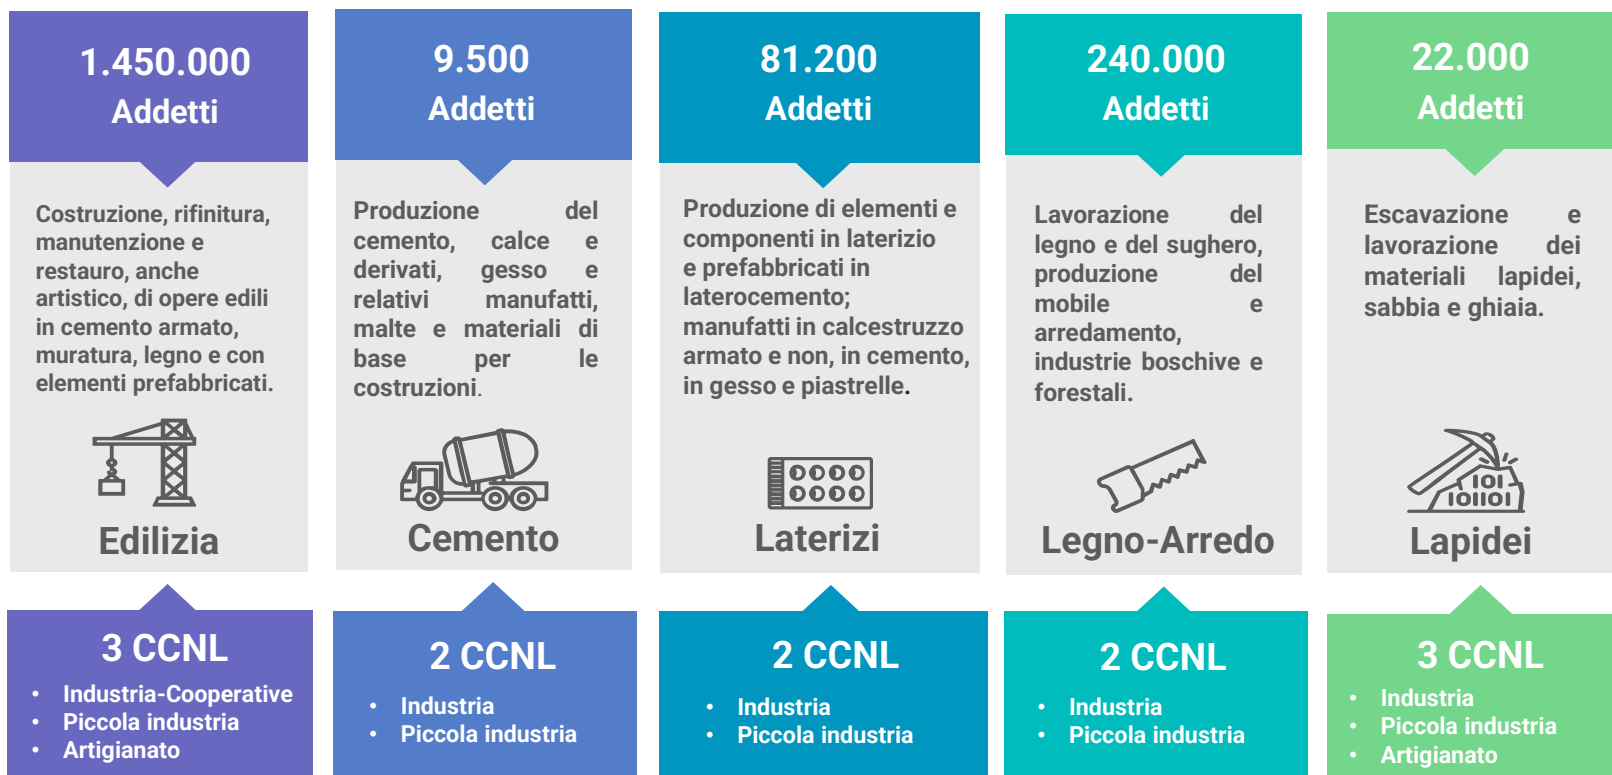 1.450.000
Addetti
Costruzione, rifinitura,
manutenzione e
restauro, anche
artistico, di opere edili
in cemento armato,
muratura, legno e con
elementi prefabbricati.
Edilizia
3 CCNL
• Industria-Cooperative
• Piccola industria
• Artigianato
9.500
Addetti
Produzione del
cemento, calce e
derivati, gesso e
relativi manufatti,
malte e materiali di
base per le
costruzioni.
Cemento
2 CCNL
• Industria
• Piccola industria
81.200
Addetti
Produzione di elementi e
componenti in laterizio
e prefabbricati in
laterocemento;
manufatti in calcestruzzo
armato e non, in cemento,
in gesso e piastrelle.
Laterizi
2 CCNL
• Industria
• Piccola industria
240.000
Addetti
Lavorazione del
legno e del sughero,
produzione del
mobile e
arredamento,
industrie boschive e
forestali.
Legno-Arredo
2 CCNL
• Industria
• Piccola industria
22.000
Addetti
Escavazione e
lavorazione dei
materiali lapidei,
sabbia e ghiaia.
101
101101
Lapidei
3 CCNL
• Industria
• Piccola industria
• Artigianato